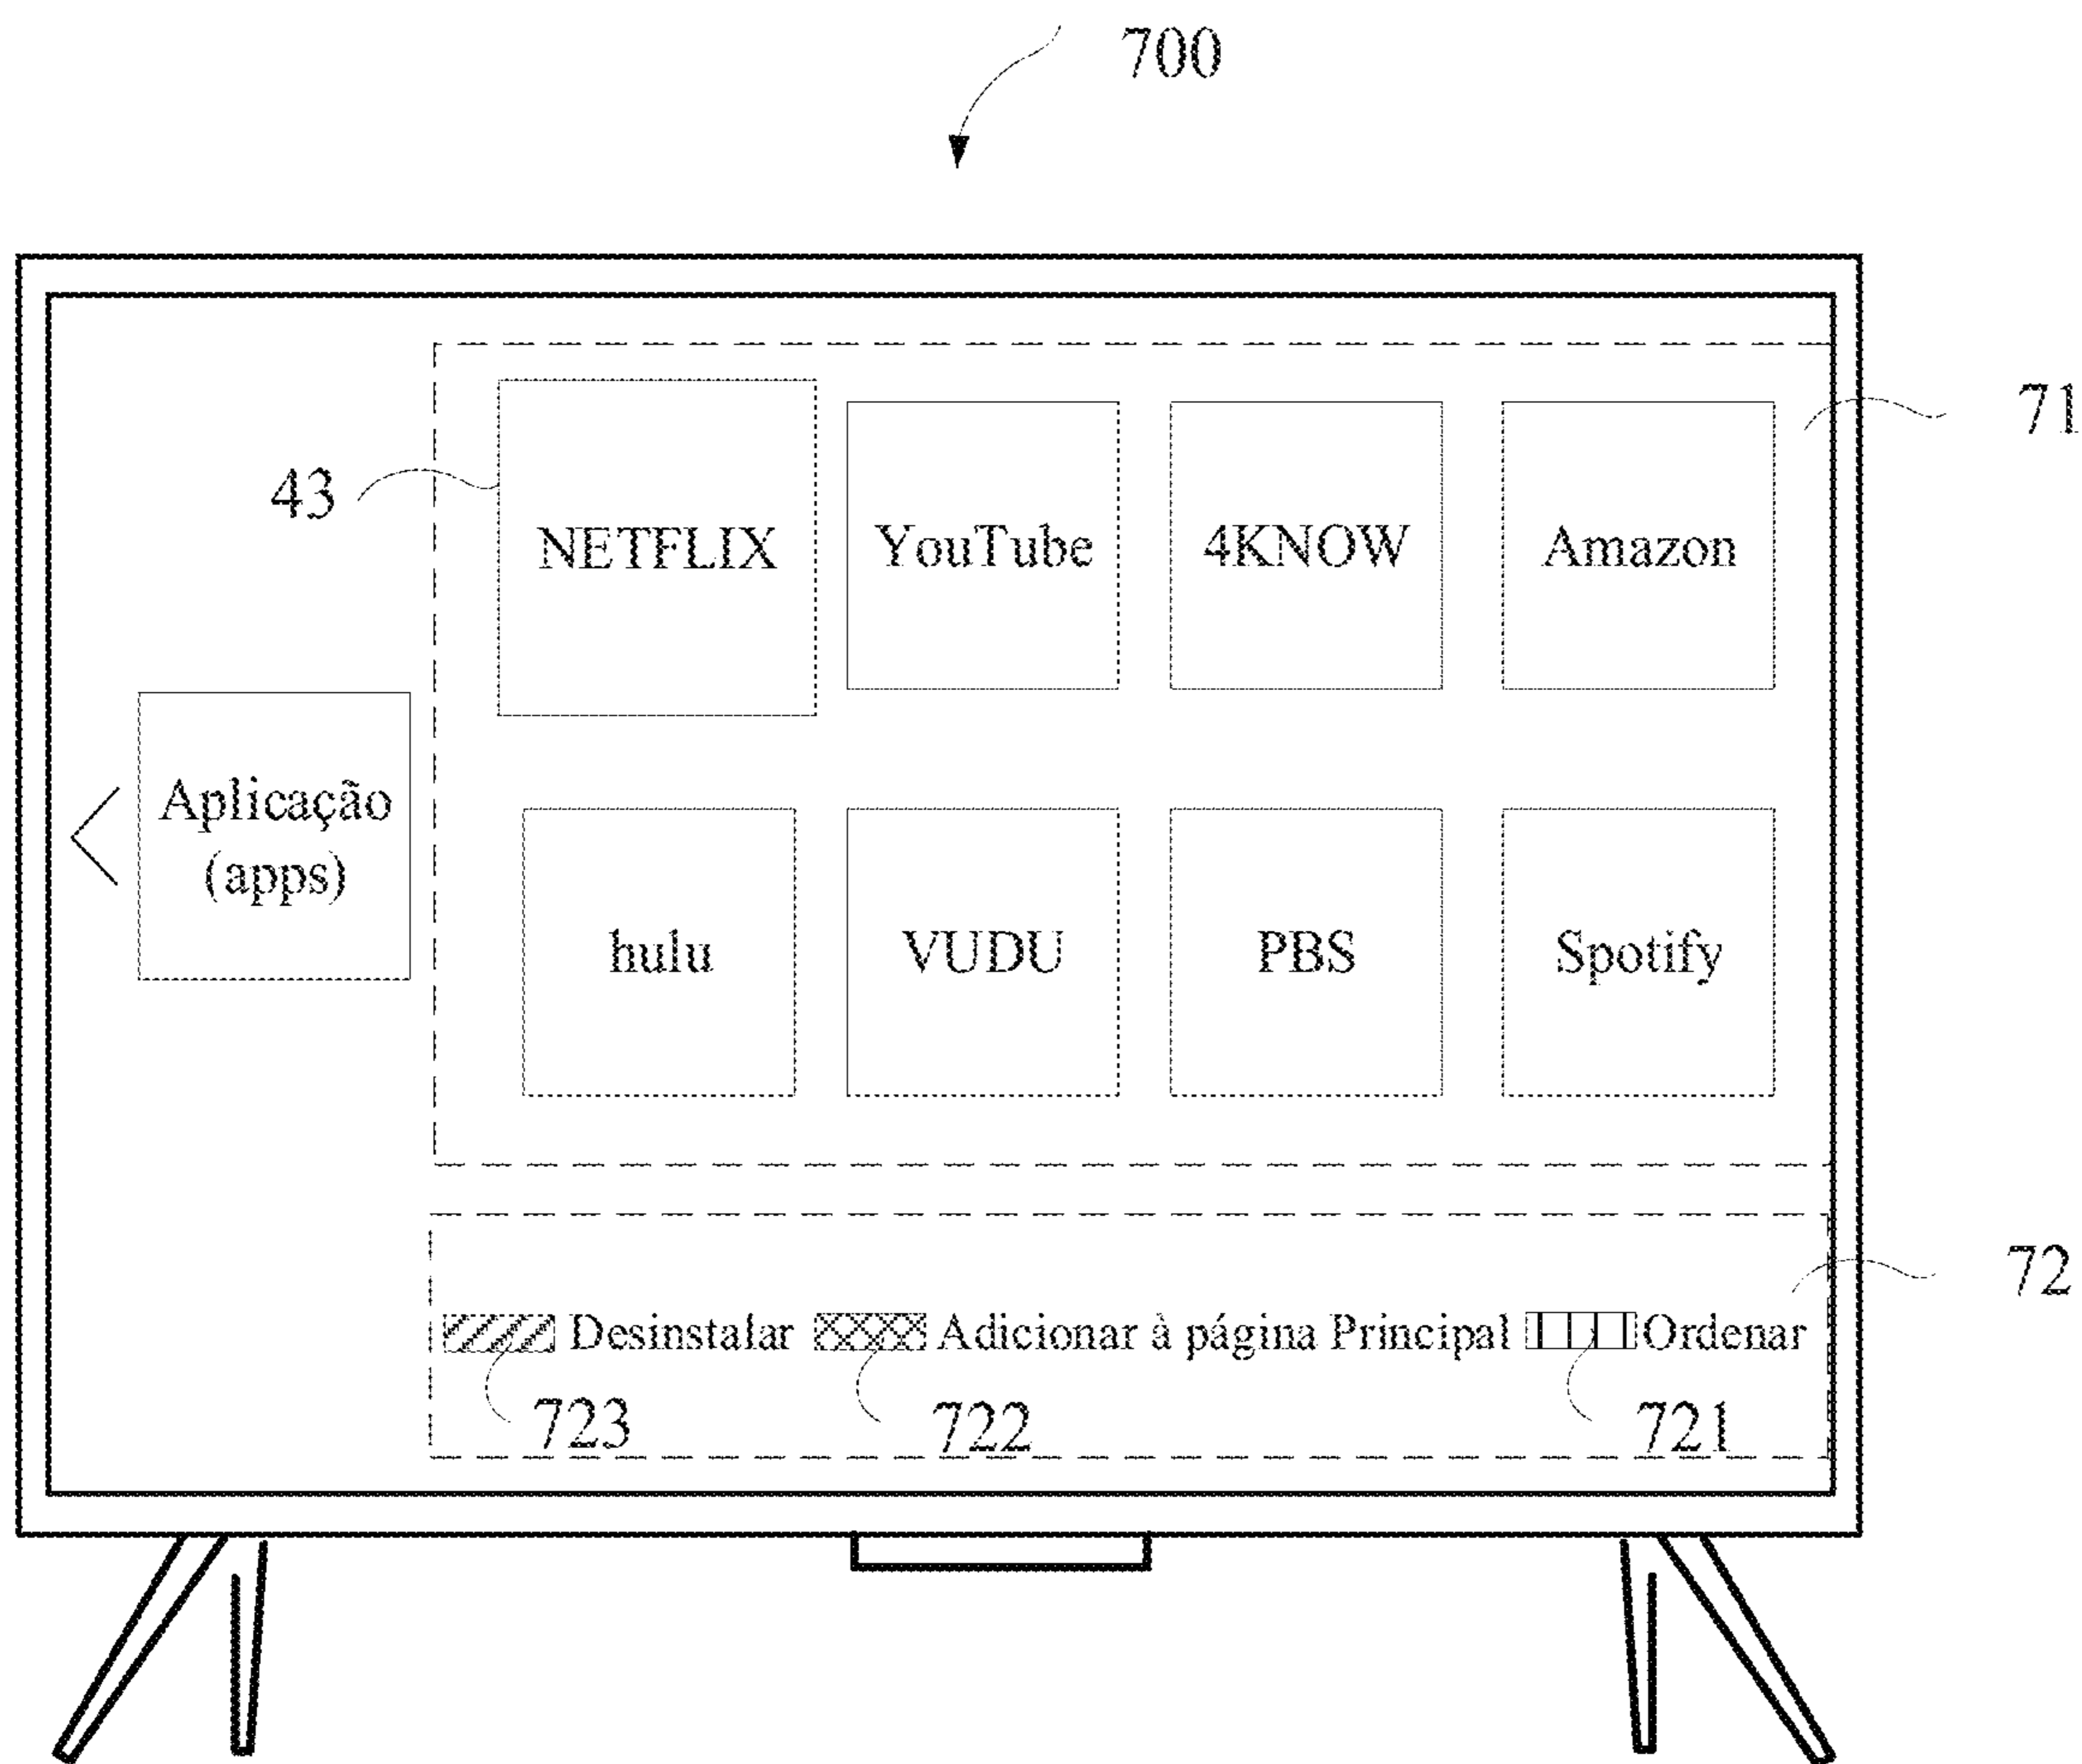 700
71
43
NETFLIX
YouTube
4KNOW
Amazon
Aplicação
(apps)
hulu
VUDU
PBS
Spotify
72
Desinstalar
Adicionar à página Principal
Ordenar
723
722
721